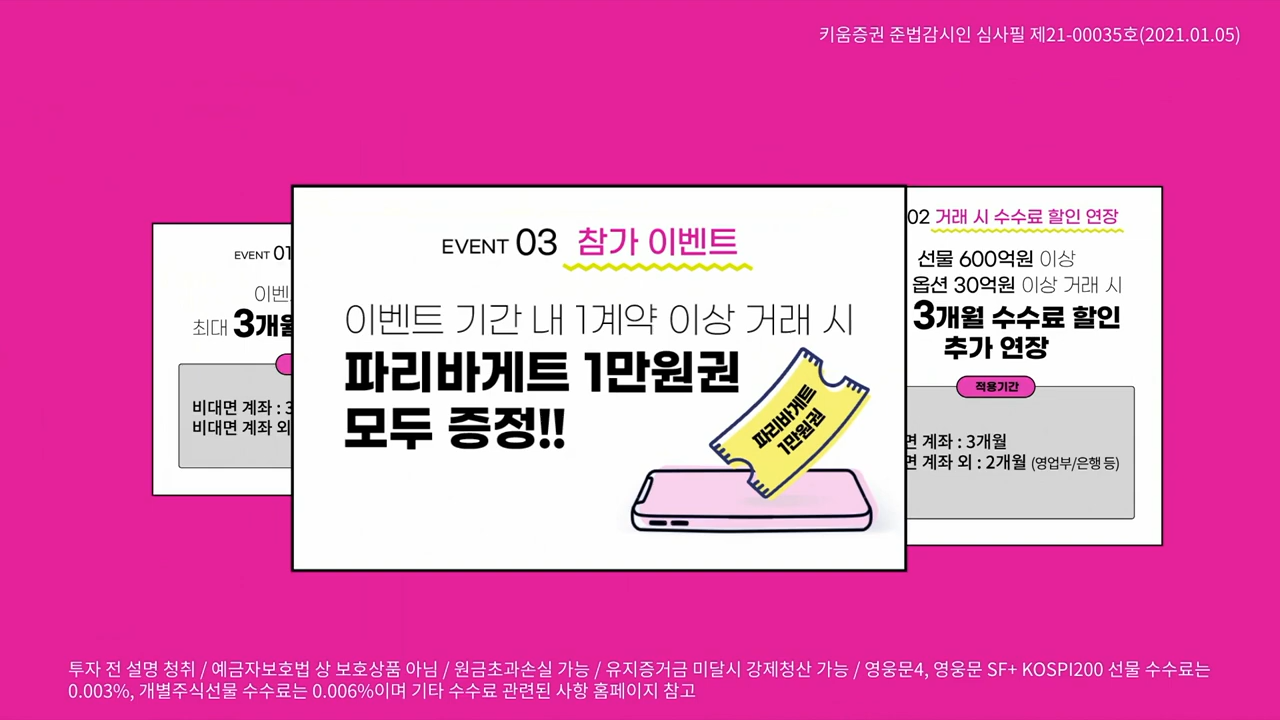 키움증권 준법감시인 심사필 제21-00035호(2021.01.05)
EVENT 01
최대 3개월
비대면 계좌 : 3
비대면 계좌 외
EVENT 03 참가 이벤트
이벤트 기간 내 1계약 이상 거래 시
파리바게트 1만원권
모두 증정!!
파리바게트
1만원권
02 거래 시 수수료 할인 연장
선물 600억원 이상
옵션 30억원 이상 거래 시
3개월 수수료 할인
추가 연장
적용기간
면 계좌 : 3개월
면 계좌 외 : 2개월 (영업부/은행 등)
투자 전 설명 청취 / 예금자보호법 상 보호상품 아님 / 원금초과손실 가능 / 유지증거금 미달시 강제청산 가능 / 영웅문4, 영웅문 SF+ KOSPI200 선물 수수료는
0.003%, 개별주식선물 수수료는 0.006%이며 기타 수수료 관련된 사항 홈페이지 참고